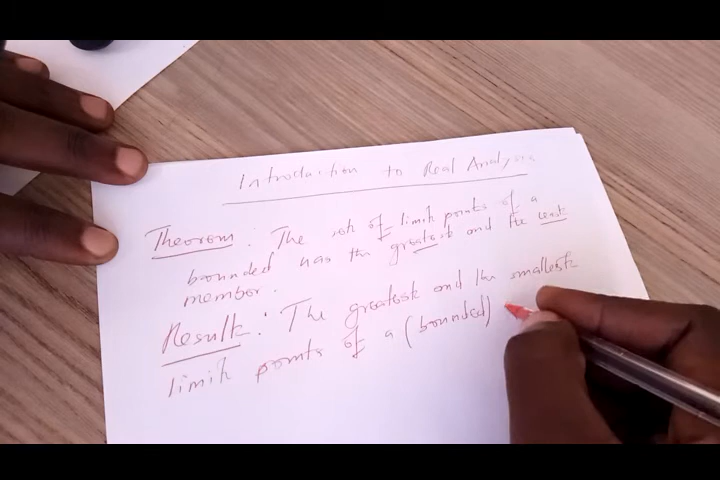 Introduction to Real Analysis
Theorem : The set of limit points of a
bounded has the greatest and the least
member.
Result : The greatest and the smallest
limit points of a (bounded)